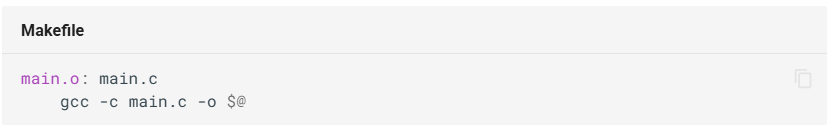 Makefile
main.o: main.c
    gcc -c main.c -o $@